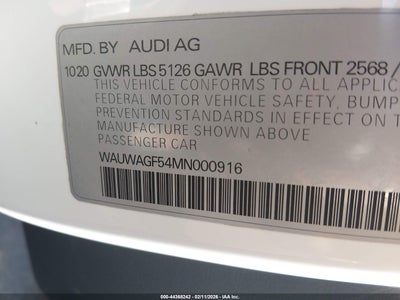 MFD. BY AUDI AG
1020 GVWR LBS 5126 GAWR LBS FRONT 2568 /
THIS VEHICLE CONFORMS TO ALL APPLICABL
FEDERAL MOTOR VEHICLE SAFETY, BUMP
PREVENTION STANDARDS IN EFFECT ON T
MANUFACTURE SHOWN ABOVE
PASSENGER CAR
WAUWAGF54MN000916
000-44368242 - 02/11/2026 - IAA Inc.